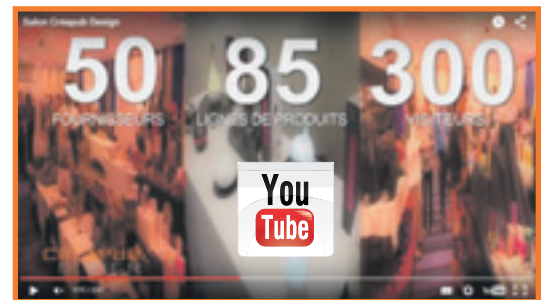 Salon Créapub Design
50 85 300
FOURNISSEURS LIGNES DE PRODUITS VISITEURS
You
Tube